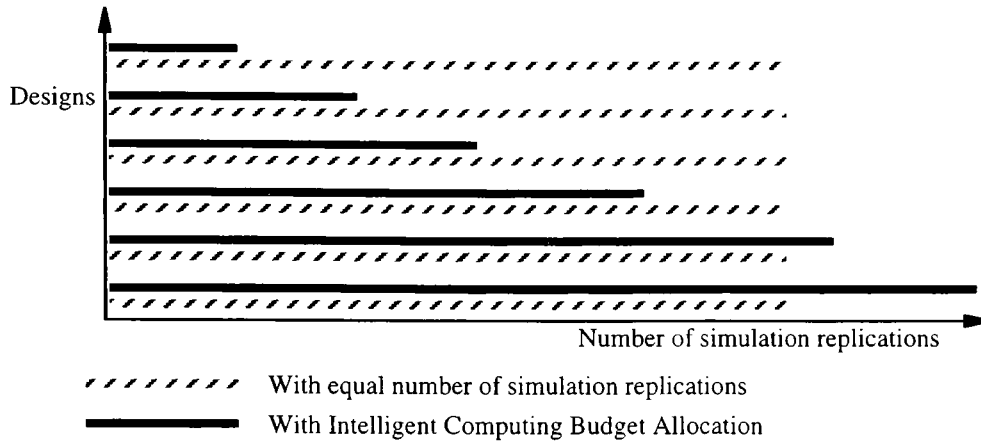 Designs
Number of simulation replications
With equal number of simulation replications
With Intelligent Computing Budget Allocation